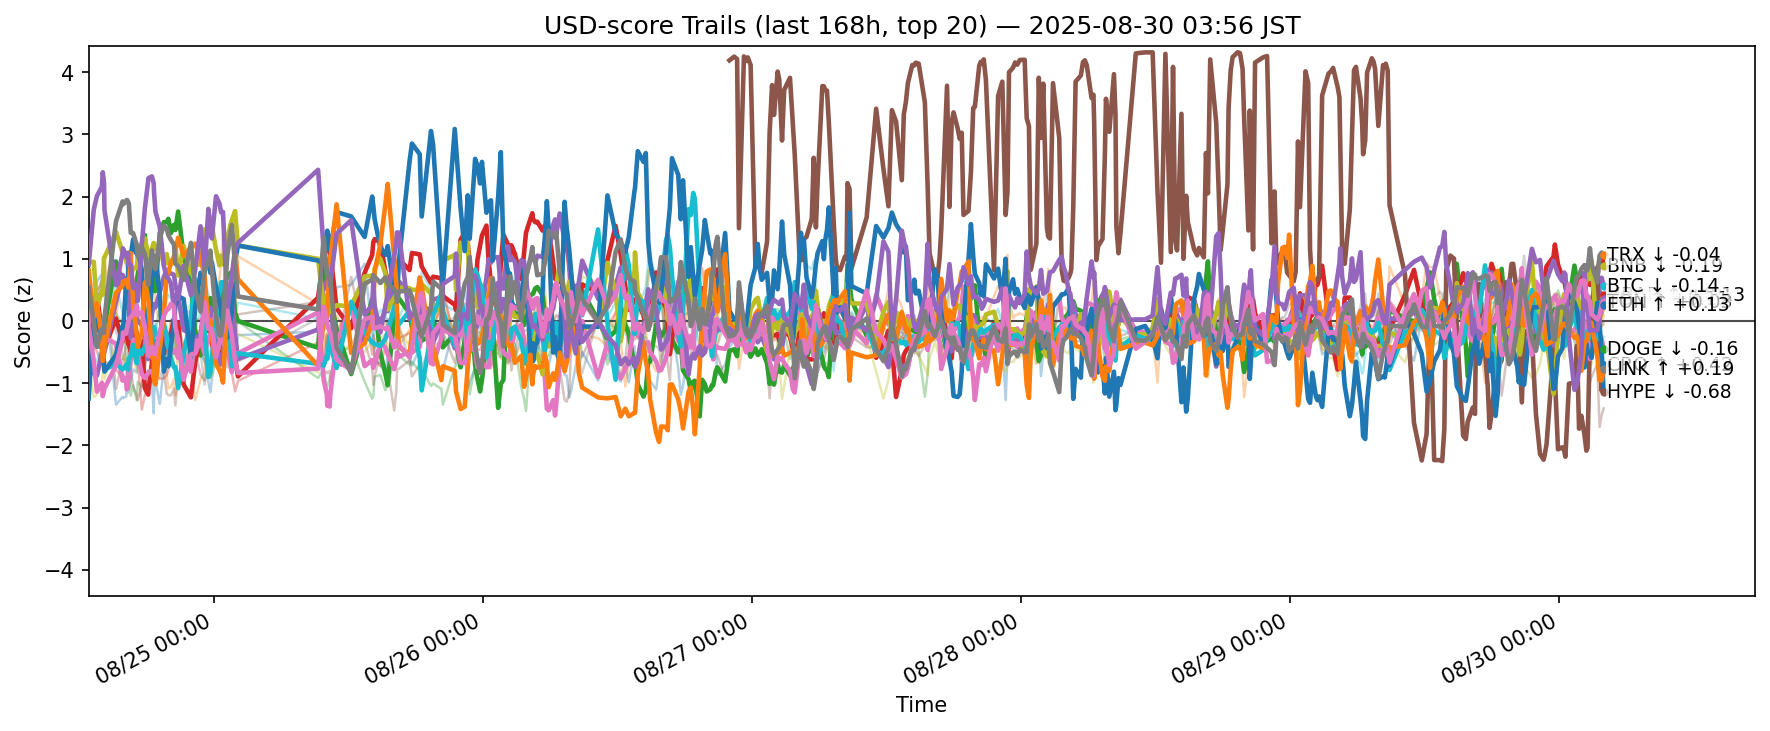 USD-score Trails (last 168h, top 20) — 2025-08-30 03:56 JST
Score (z)
4
3
2
1
0
−1
−2
−3
−4
TRX ↓ -0.04
BNB ↓ -0.19
BTC ↓ -0.14
ETH ↑ +0.13
DOGE ↓ -0.16
LINK ↑ +0.19
HYPE ↓ -0.68
08/25 00:00
08/26 00:00
08/27 00:00
08/28 00:00
08/29 00:00
08/30 00:00
Time